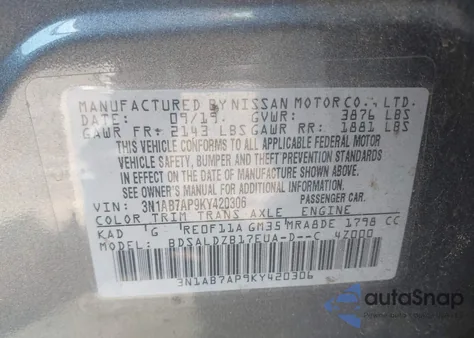 MANUFACTURED BY NISSAN MOTOR CO., LTD.
DATE: 09/19 GVWR: 3876 LBS
GAWR FR: 2143 LBS GAWR RR: 1881 LBS
THIS VEHICLE CONFORMS TO ALL APPLICABLE FEDERAL MOTOR
VEHICLE SAFETY, BUMPER AND THEFT PREVENTION STANDARDS
IN EFFECT ON THE DATE OF MANUFACTURE SHOWN ABOVE.
SEE OWNER'S MANUAL FOR ADDITIONAL INFORMATION.
VIN: 3N1AB7AP9KY420306 PASSENGER CAR.
COLOR TRIM TRANS AXLE ENGINE
KAD G RE0F11A GM35 MRA8DE 1798 CC
MODEL: BDSALDZB17EUA-D--C 4Z000
3N1AB7AP9KY420306
autoSnap